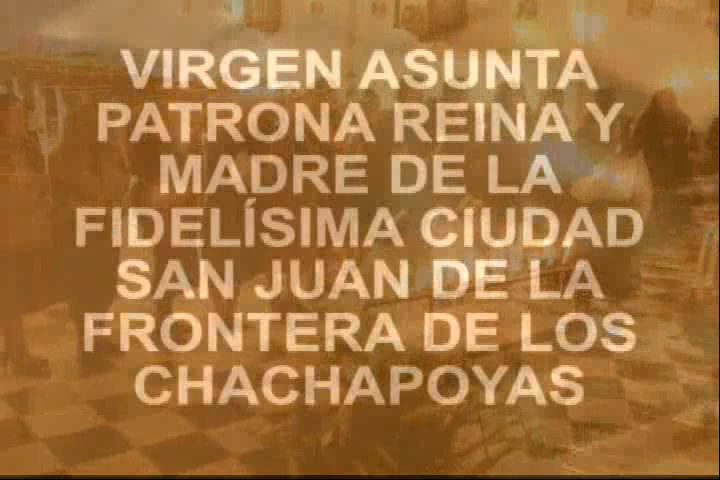 VIRGEN ASUNTA
PATRONA REINA Y
MADRE DE LA
FIDELÍSIMA CIUDAD
SAN JUAN DE LA
FRONTERA DE LOS
CHACHAPOYAS